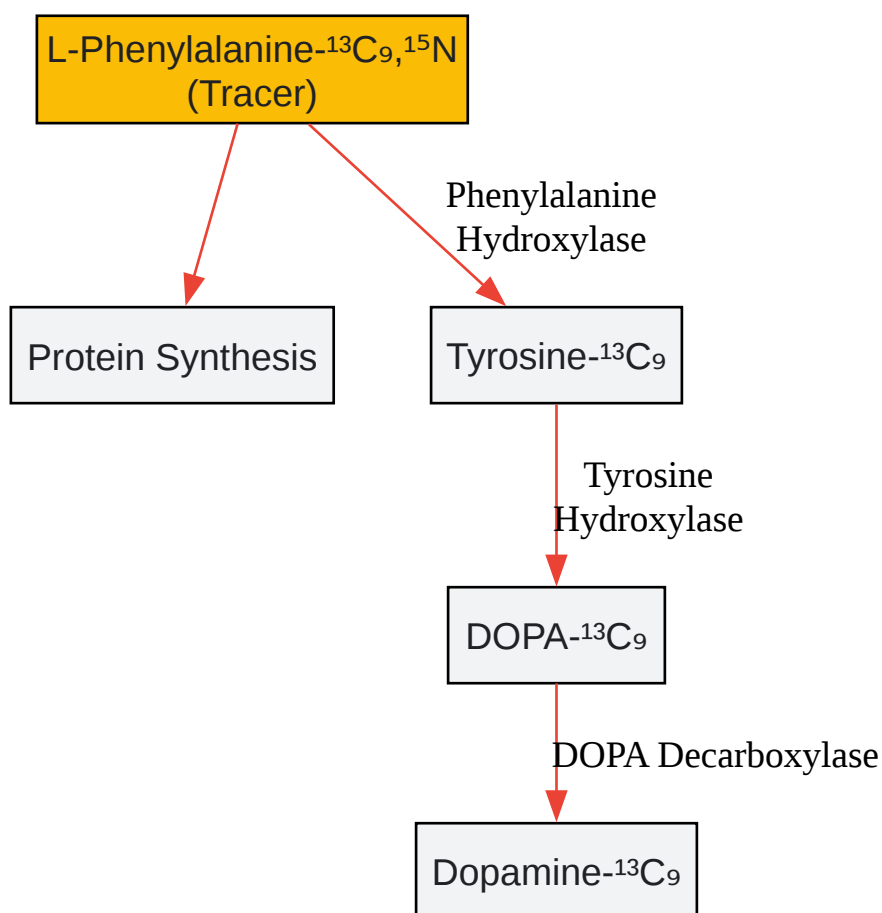 L-Phenylalanine-¹³C₉,¹⁵N
(Tracer)
Phenylalanine
Hydroxylase
Protein Synthesis
Tyrosine-¹³C₉
Tyrosine
Hydroxylase
DOPA-¹³C₉
DOPA Decarboxylase
Dopamine-¹³C₉